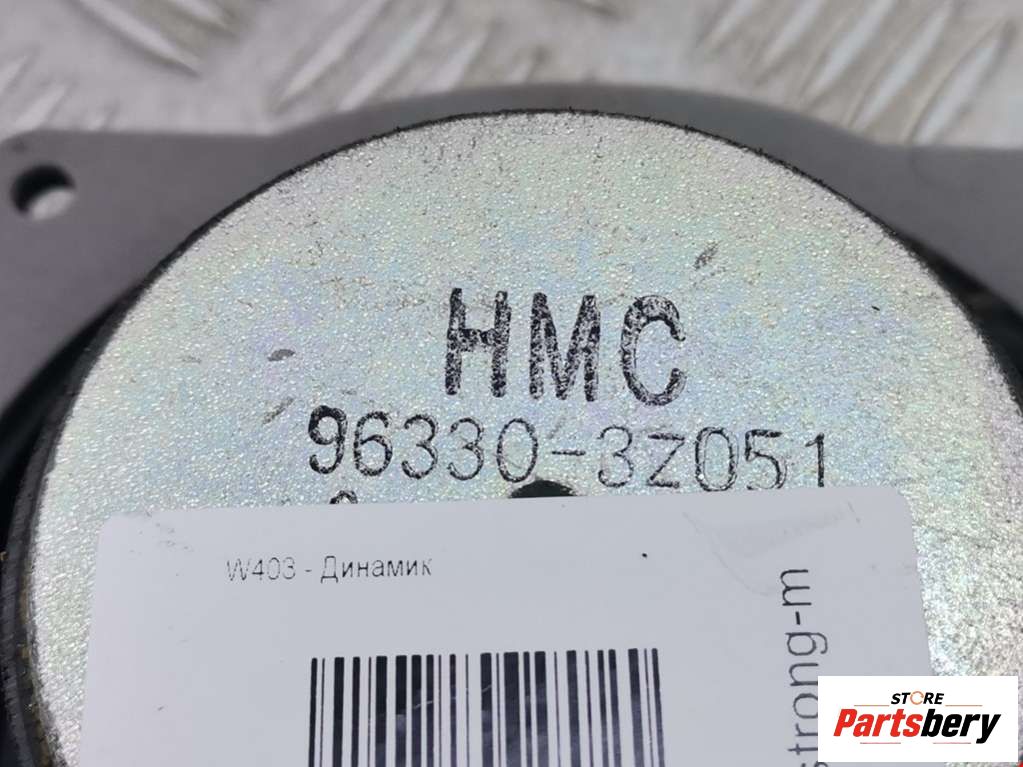 HMC
96330-3Z051
W403 - Динамик
strong-m
STORE
Partsbery